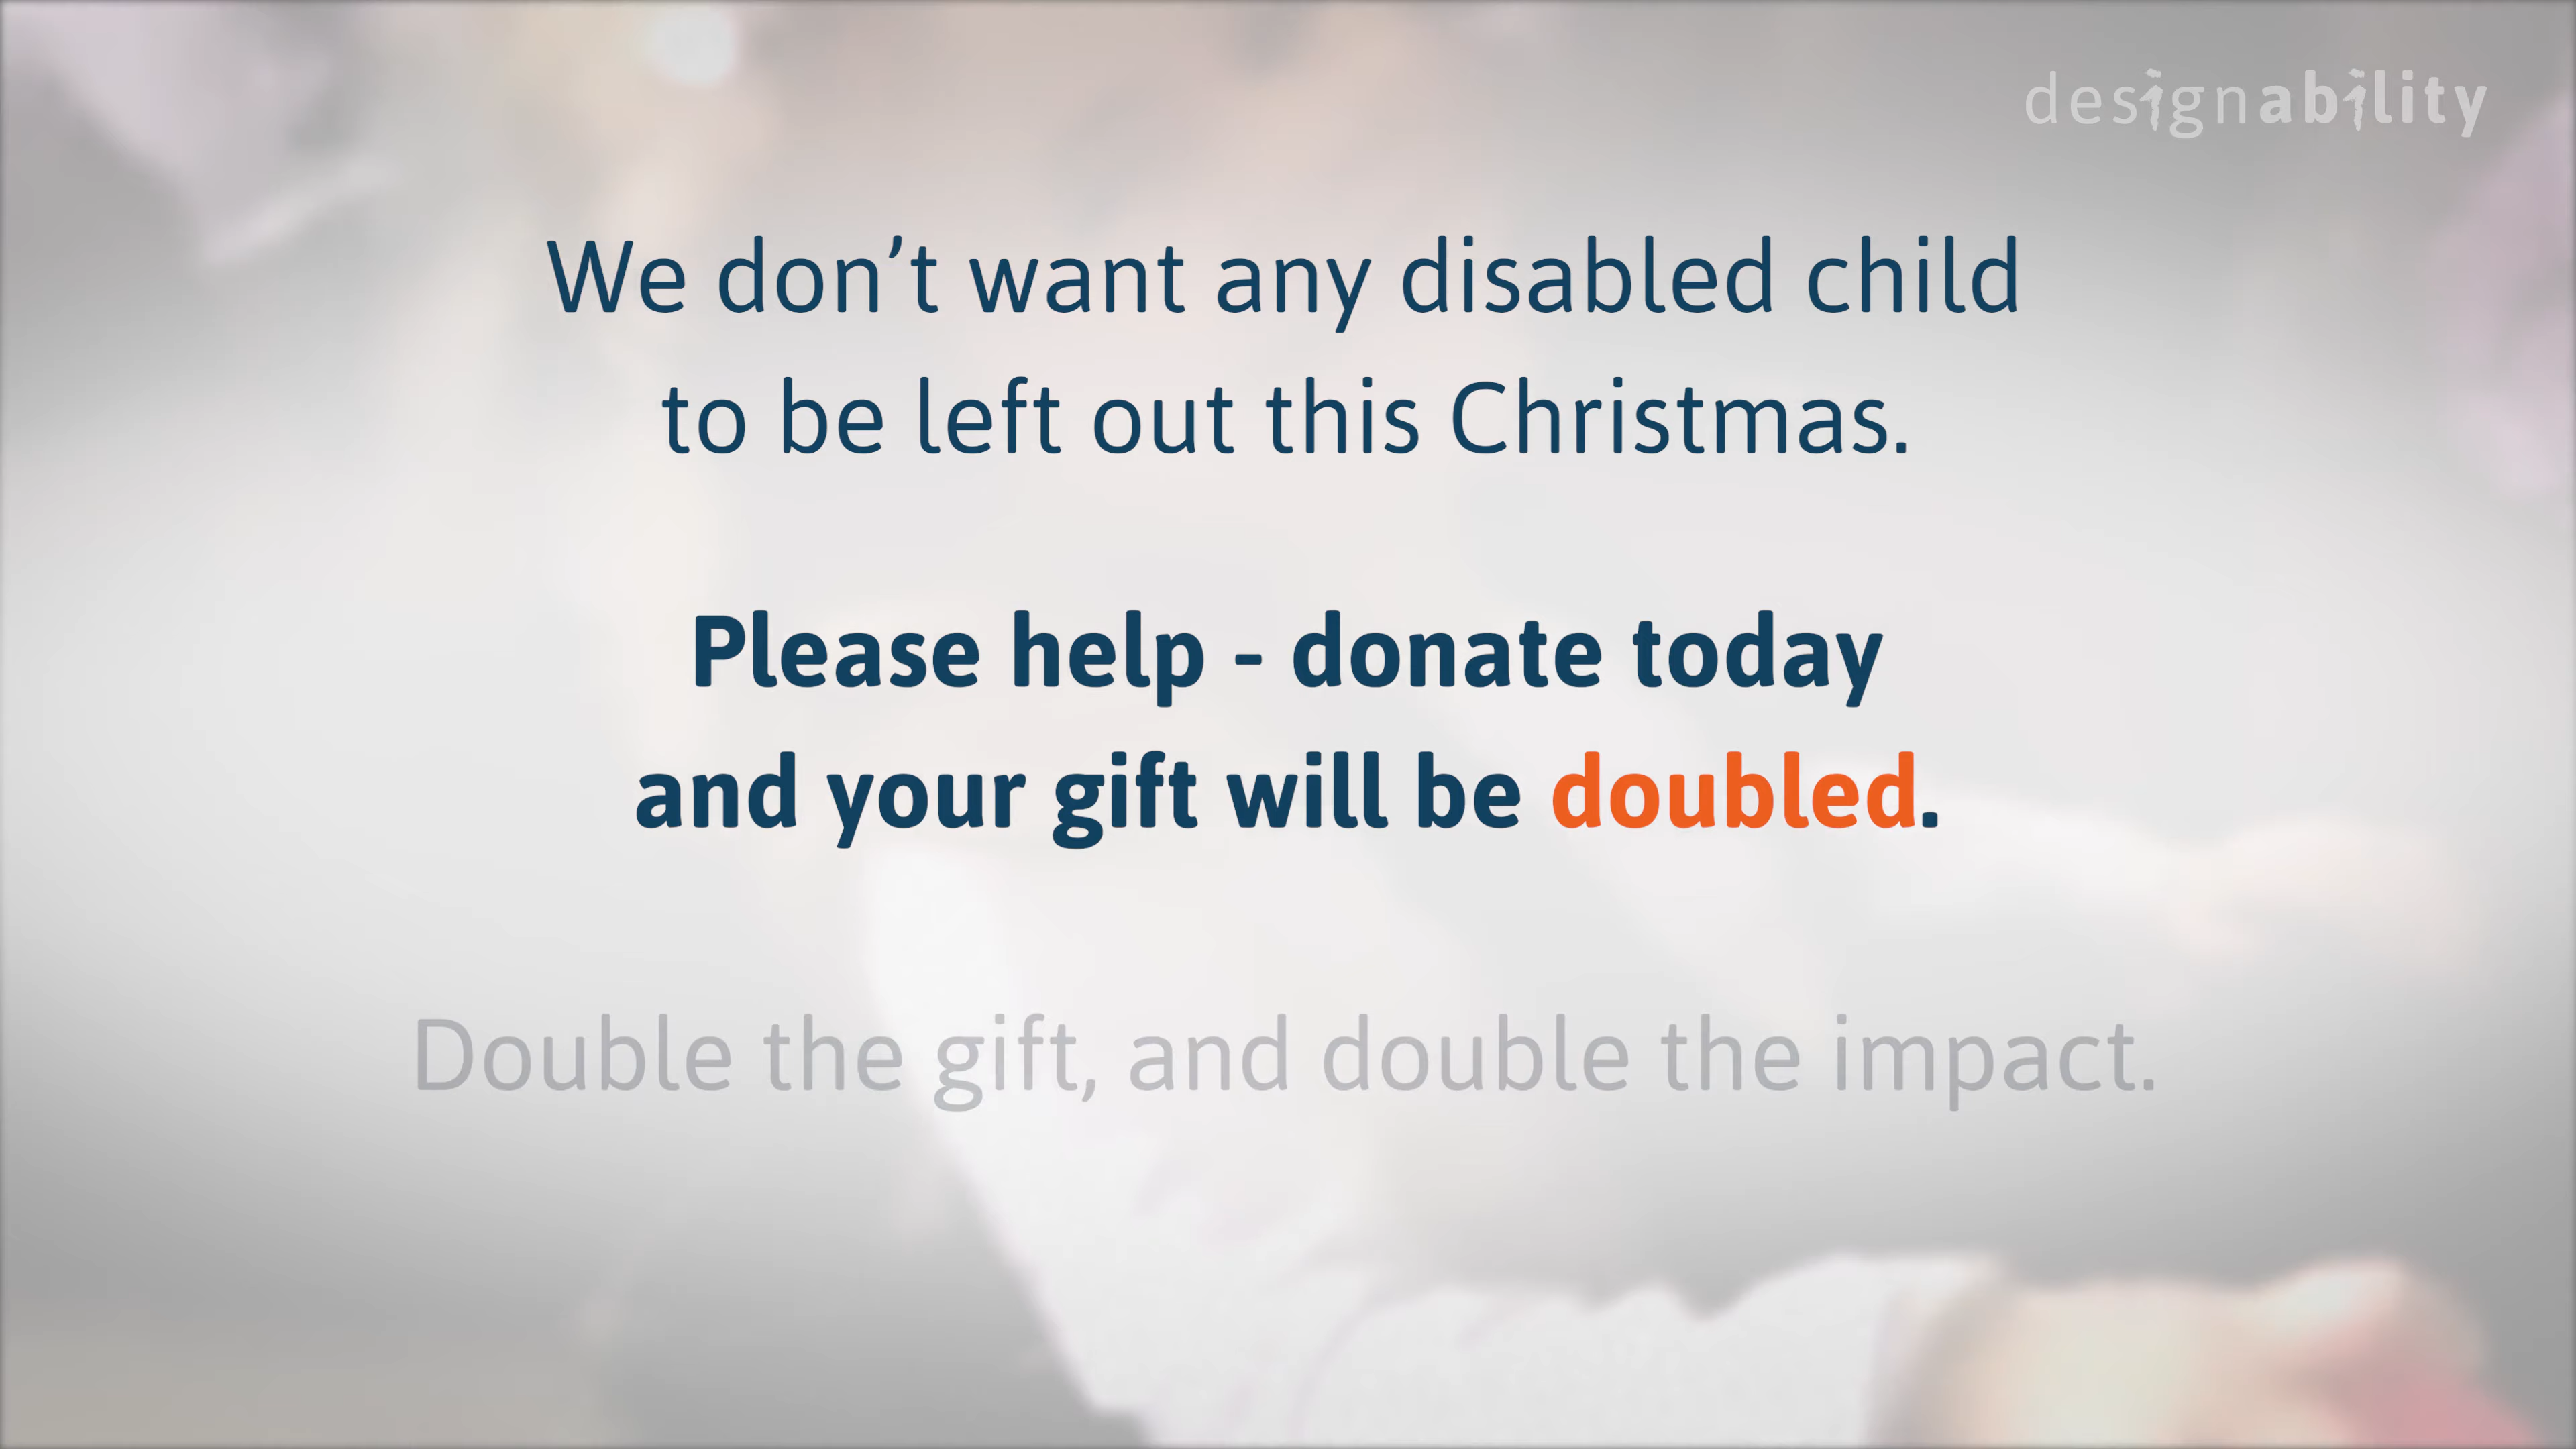 designability
We don’t want any disabled child
to be left out this Christmas.
Please help - donate today
and your gift will be doubled.
Double the gift, and double the impact.